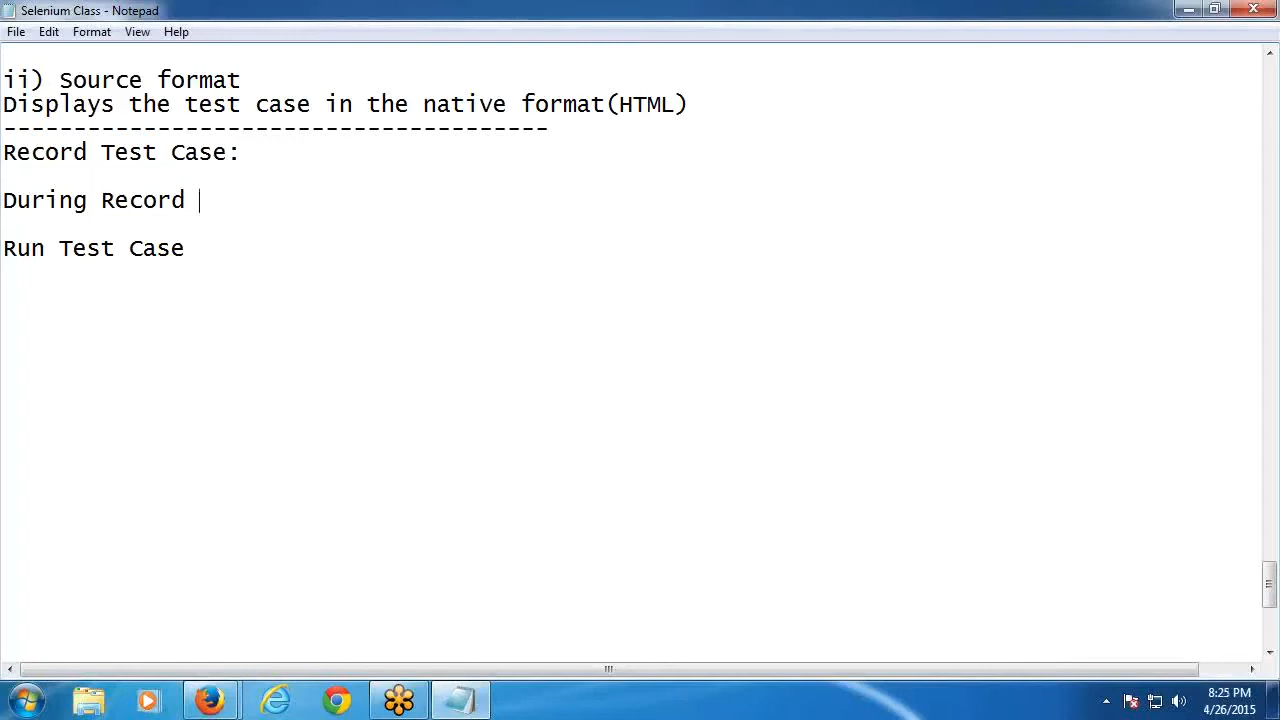 Selenium Class - Notepad
File Edit Format View Help
ii) Source format
Displays the test case in the native format(HTML)
---------------------------------------
Record Test Case:
During Record
Run Test Case
8:25 PM
4/26/2015